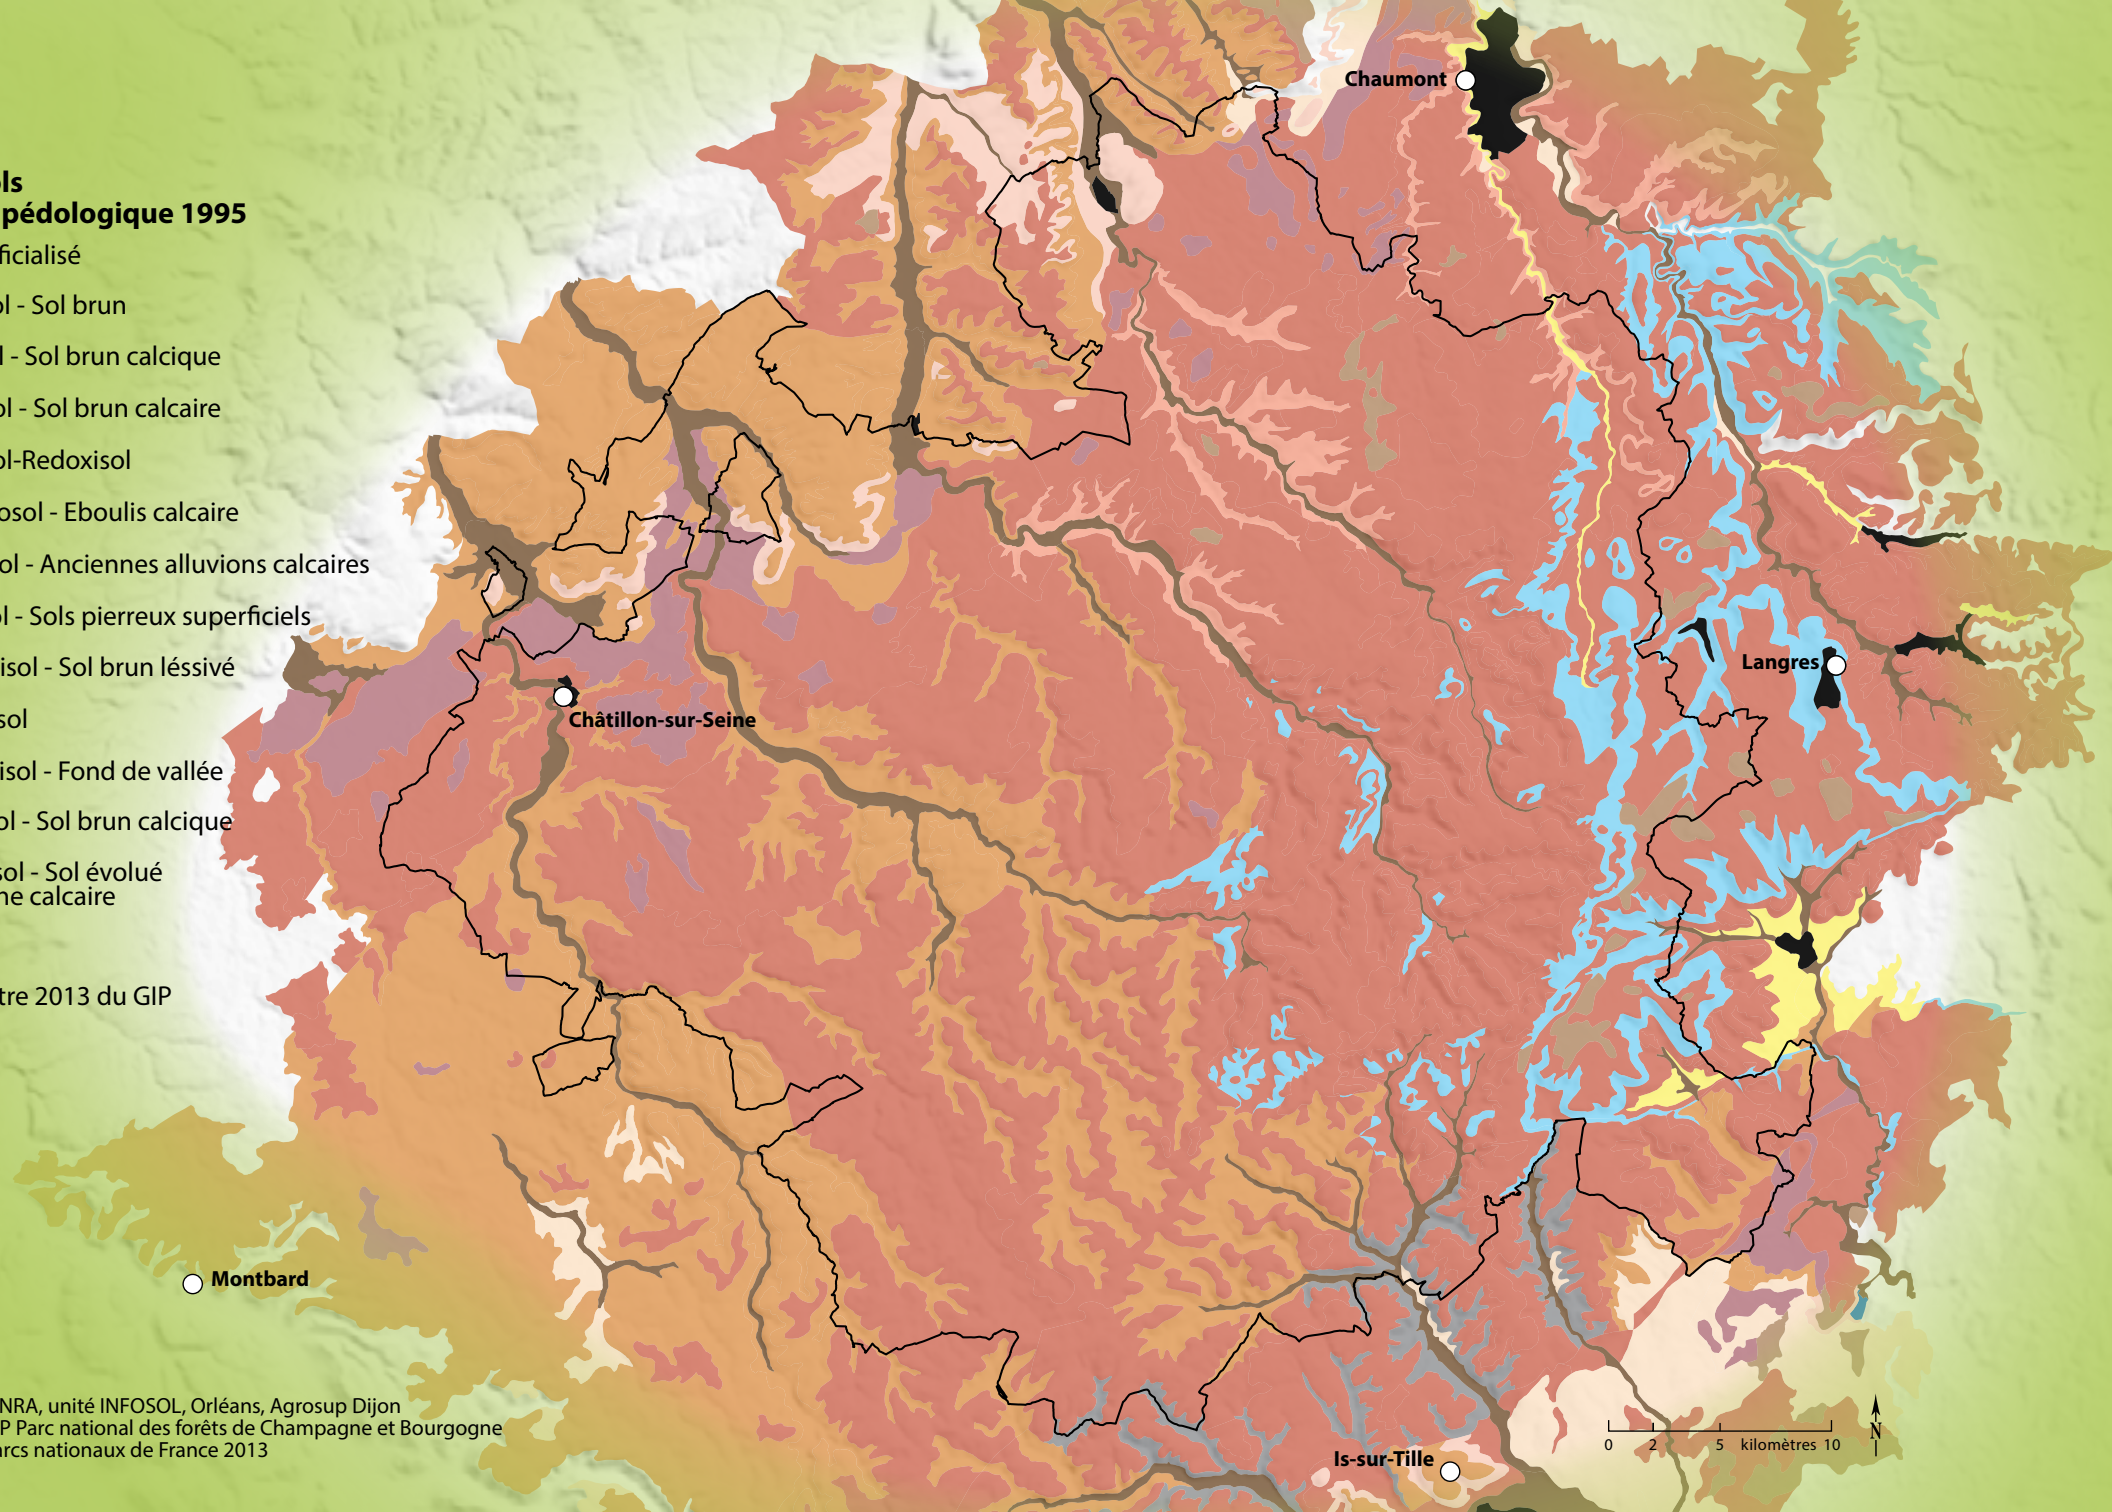 ls
pédologique 1995
ficialisé
ol - Sol brun
l - Sol brun calcique
ol - Sol brun calcaire
ol-Redoxisol
osol - Eboulis calcaire
sol - Anciennes alluvions calcaires
ol - Sols pierreux superficiels
isol - Sol brun léssivé
sol
isol - Fond de vallée
ol - Sol brun calcique
sol - Sol évolué
ne calcaire
tre 2013 du GIP
Chaumont
Langres
Châtillon-sur-Seine
Montbard
Is-sur-Tille
0 2 5 kilomètres 10
N
NRA, unité INFOSOL, Orléans, Agrosup Dijon
P Parc national des forêts de Champagne et Bourgogne
arcs nationaux de France 2013